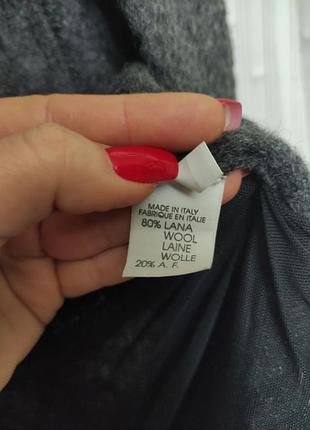 MADE IN ITALY
FABRIQUE EN ITALIE
80% LANA
WOOL
LAINE
WOLLE
20% A. F.